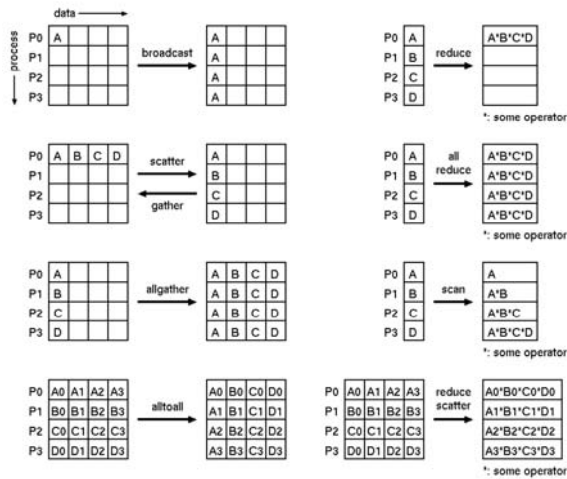 data
process
P0 A
P1
P2
P3
broadcast
A
A
A
A
P0 A
P1 B
P2 C
P3 D
reduce
A*B*C*D
*: some operator
P0 A B C D
P1
P2
P3
scatter
gather
A
B
C
D
P0 A
P1 B
P2 C
P3 D
all
reduce
A*B*C*D
A*B*C*D
A*B*C*D
A*B*C*D
*: some operator
P0 A
P1 B
P2 C
P3 D
allgather
A B C D
A B C D
A B C D
A B C D
P0 A
P1 B
P2 C
P3 D
scan
A
A*B
A*B*C
A*B*C*D
*: some operator
P0 A0 A1 A2 A3
P1 B0 B1 B2 B3
P2 C0 C1 C2 C3
P3 D0 D1 D2 D3
alltoall
A0 B0 C0 D0
A1 B1 C1 D1
A2 B2 C2 D2
A3 B3 C3 D3
P0 A0 A1 A2 A3
P1 B0 B1 B2 B3
P2 C0 C1 C2 C3
P3 D0 D1 D2 D3
reduce
scatter
A0*B0*C0*D0
A1*B1*C1*D1
A2*B2*C2*D2
A3*B3*C3*D3
*: some operator